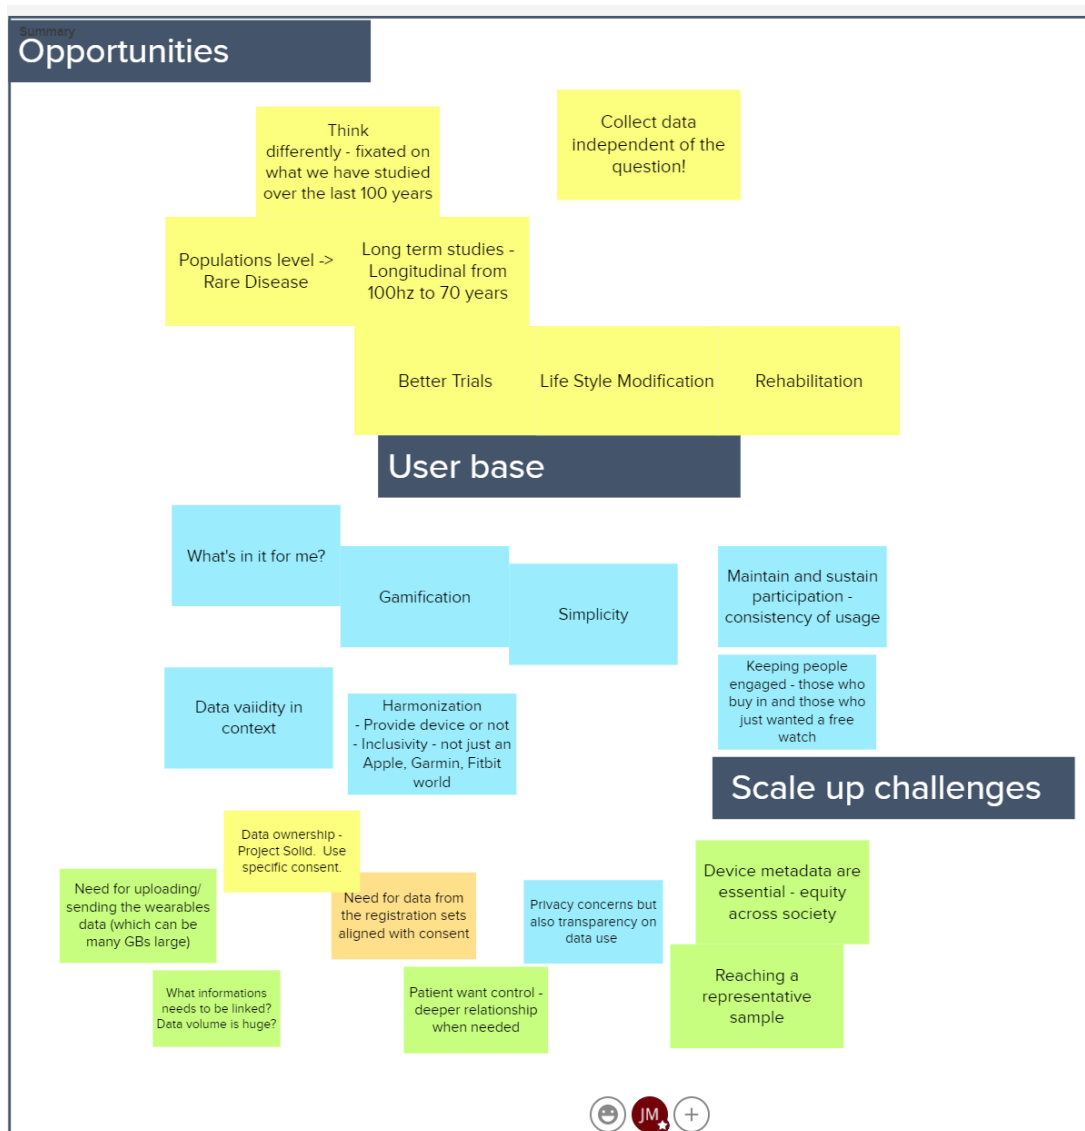 Summary
Opportunities
Think
differently - fixated on
what we have studied
over the last 100 years
Collect data
independent of the
question!
Populations level ->
Rare Disease
Long term studies -
Longitudinal from
100hz to 70 years
Better Trials
Life Style Modification
Rehabilitation
User base
What's in it for me?
Gamification
Simplicity
Maintain and sustain
participation -
consistency of usage
Keeping people
engaged - those who
buy in and those who
just wanted a free
watch
Data vaiidity in
context
Harmonization
- Provide device or not
- Inclusivity - not just an
Apple, Garmin, Fitbit
world
Scale up challenges
Data ownership -
Project Solid.  Use
specific consent.
Need for uploading/
sending the wearables
data (which can be
many GBs large)
Need for data from
the registration sets
aligned with consent
Privacy concerns but
also transparency on
data use
Device metadata are
essential - equity
across society
What informations
needs to be linked?
Data volume is huge?
Patient want control -
deeper relationship
when needed
Reaching a
representative
sample
JM